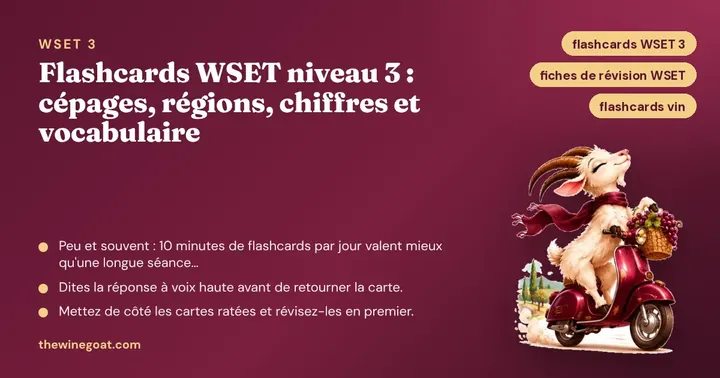 WSET 3
Flashcards WSET niveau 3 :
cépages, régions, chiffres et
vocabulaire
flashcards WSET 3
fiches de révision WSET
flashcards vin
Peu et souvent : 10 minutes de flashcards par jour valent mieux
qu'une longue séance...
Dites la réponse à voix haute avant de retourner la carte.
Mettez de côté les cartes ratées et révisez-les en premier.
thewinegoat.com